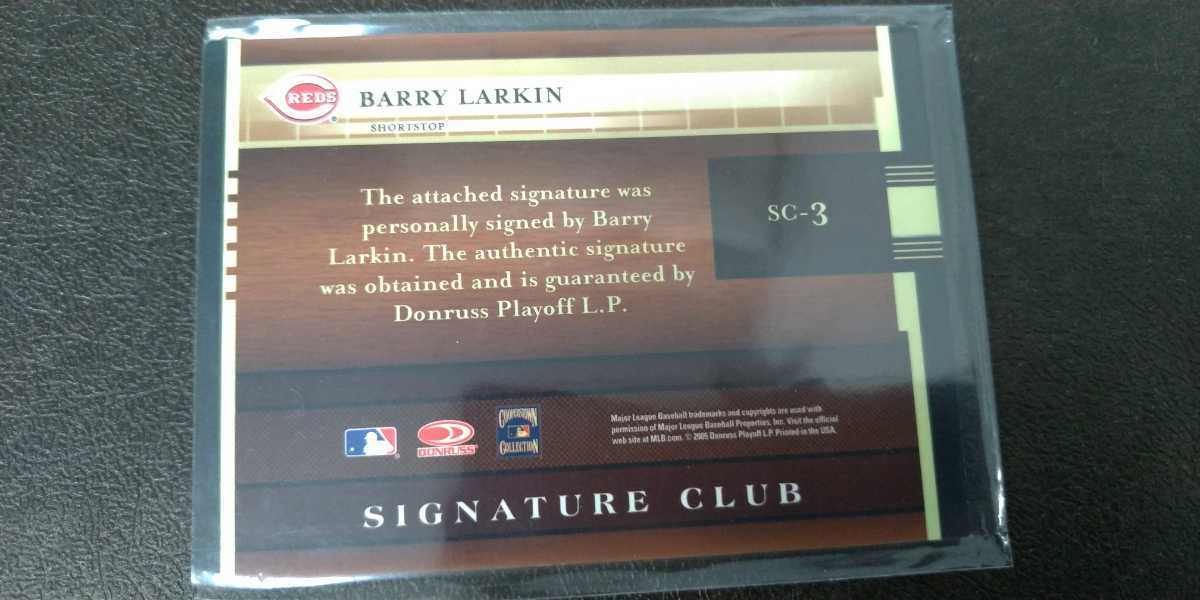 REDS
BARRY LARKIN
SHORTSTOP
The attached signature was
personally signed by Barry
Larkin. The authentic signature
was obtained and is guaranteed by
Donruss Playoff L.P.
SC-3
DONRUSS
COOPERSTOWN
COLLECTION
Major League Baseball trademarks and copyrights are used with
permission of Major League Baseball Properties, Inc. Visit the official
web site at MLB.com. © 2005 Donruss Playoff L.P. Printed in the USA.
SIGNATURE CLUB